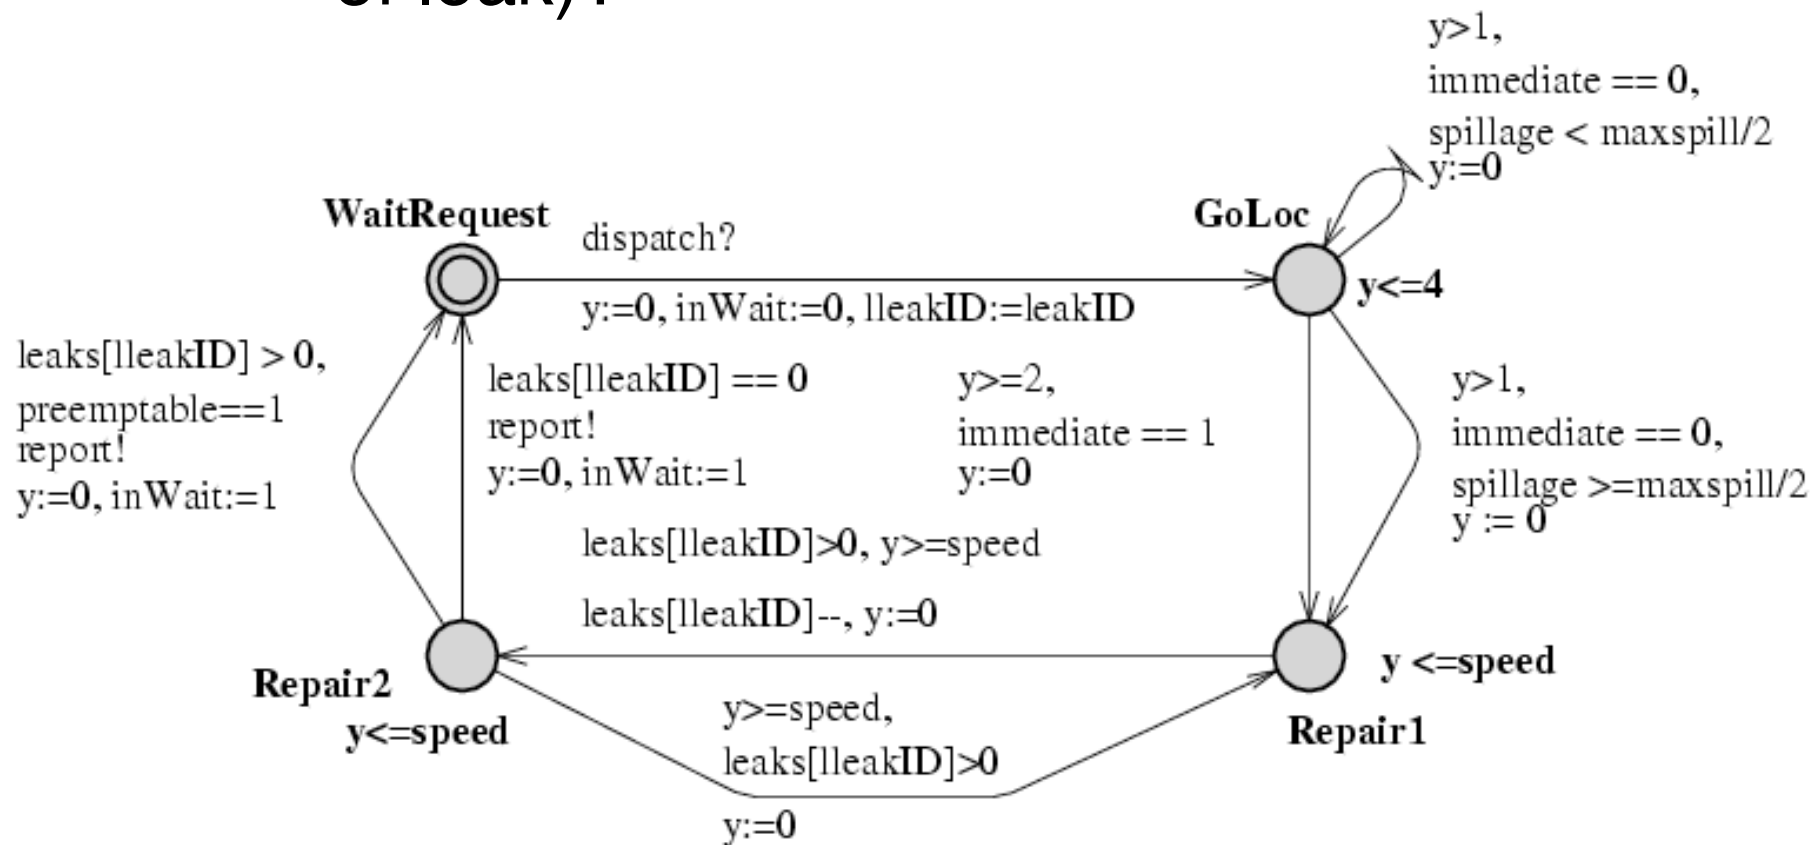 of leak)?
y>1,
immediate == 0,
spillage < maxspill/2
y:=0
WaitRequest
GoLoc
dispatch?
y<=4
y:=0, inWait:=0, lleakID:=leakID
leaks[lleakID] > 0,
preemptable==1
report!
y:=0, inWait:=1
leaks[lleakID] == 0
report!
y:=0, inWait:=1
y>=2,
immediate == 1
y:=0
y>1,
immediate == 0,
spillage >=maxspill/2
y := 0
leaks[lleakID]>0, y>=speed
leaks[lleakID]--, y:=0
Repair2
y<=speed
y <=speed
Repair1
y>=speed,
leaks[lleakID]>0
y:=0